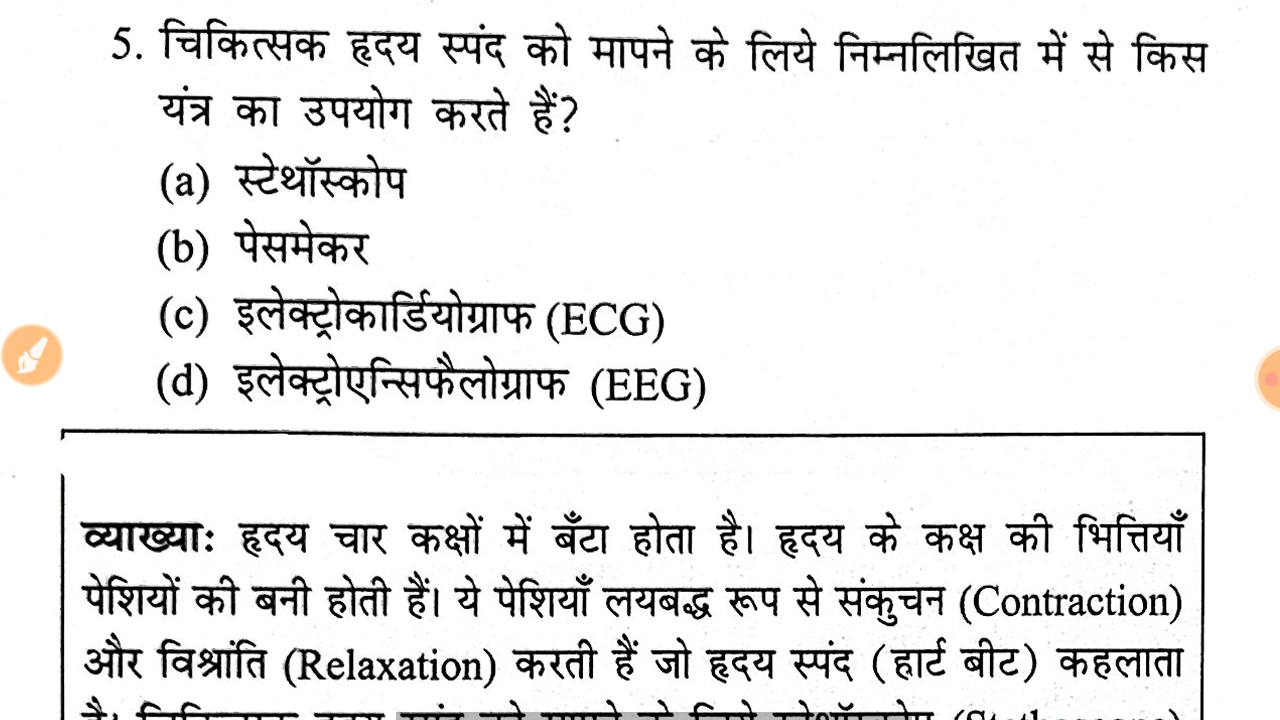 5. चिकित्सक हृदय स्पंद को मापने के लिये निम्नलिखित में से किस
यंत्र का उपयोग करते हैं?
(a) स्टेथॉस्कोप
(b) पेसमेकर
(c) इलेक्ट्रोकार्डियोग्राफ (ECG)
(d) इलेक्ट्रोएन्सिफैलोग्राफ (EEG)
व्याख्याः हृदय चार कक्षों में बँटा होता है। हृदय के कक्ष की भित्तियाँ
पेशियों की बनी होती हैं। ये पेशियाँ लयबद्ध रूप से संकुचन (Contraction)
और विश्रांति (Relaxation) करती हैं जो हृदय स्पंद (हार्ट बीट) कहलाता